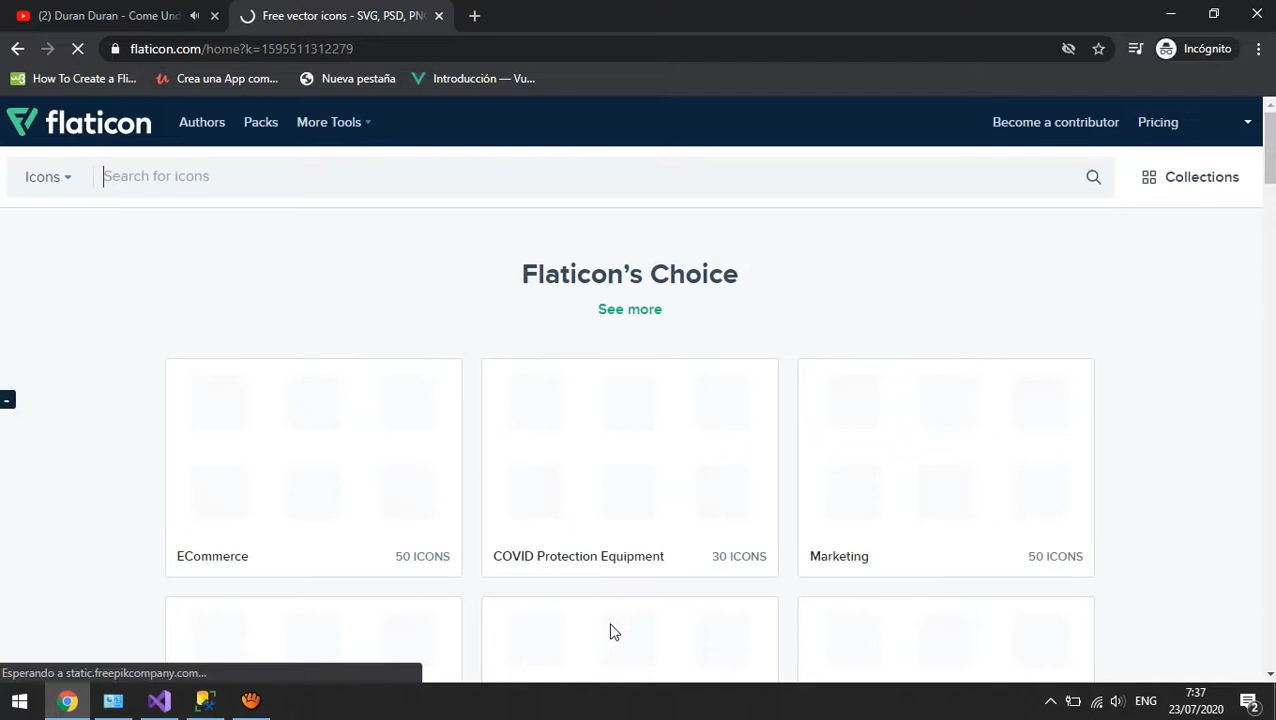 (2) Duran Duran - Come Und
Free vector icons - SVG, PSD, PNG
flaticon.com/home?k=1595511312279
Incógnito
How To Create a Fli...
Crea una App com...
Nueva pestaña
Introducción — Vu...
flaticon
Authors
Packs
More Tools
Become a contributor
Pricing
Icons
Search for icons
Collections
Flaticon's Choice
See more
ECommerce
50 ICONS
COVID Protection Equipment
30 ICONS
Marketing
50 ICONS
Esperando a static.freepikcompany.com...
ENG
7:37
23/07/2020
2